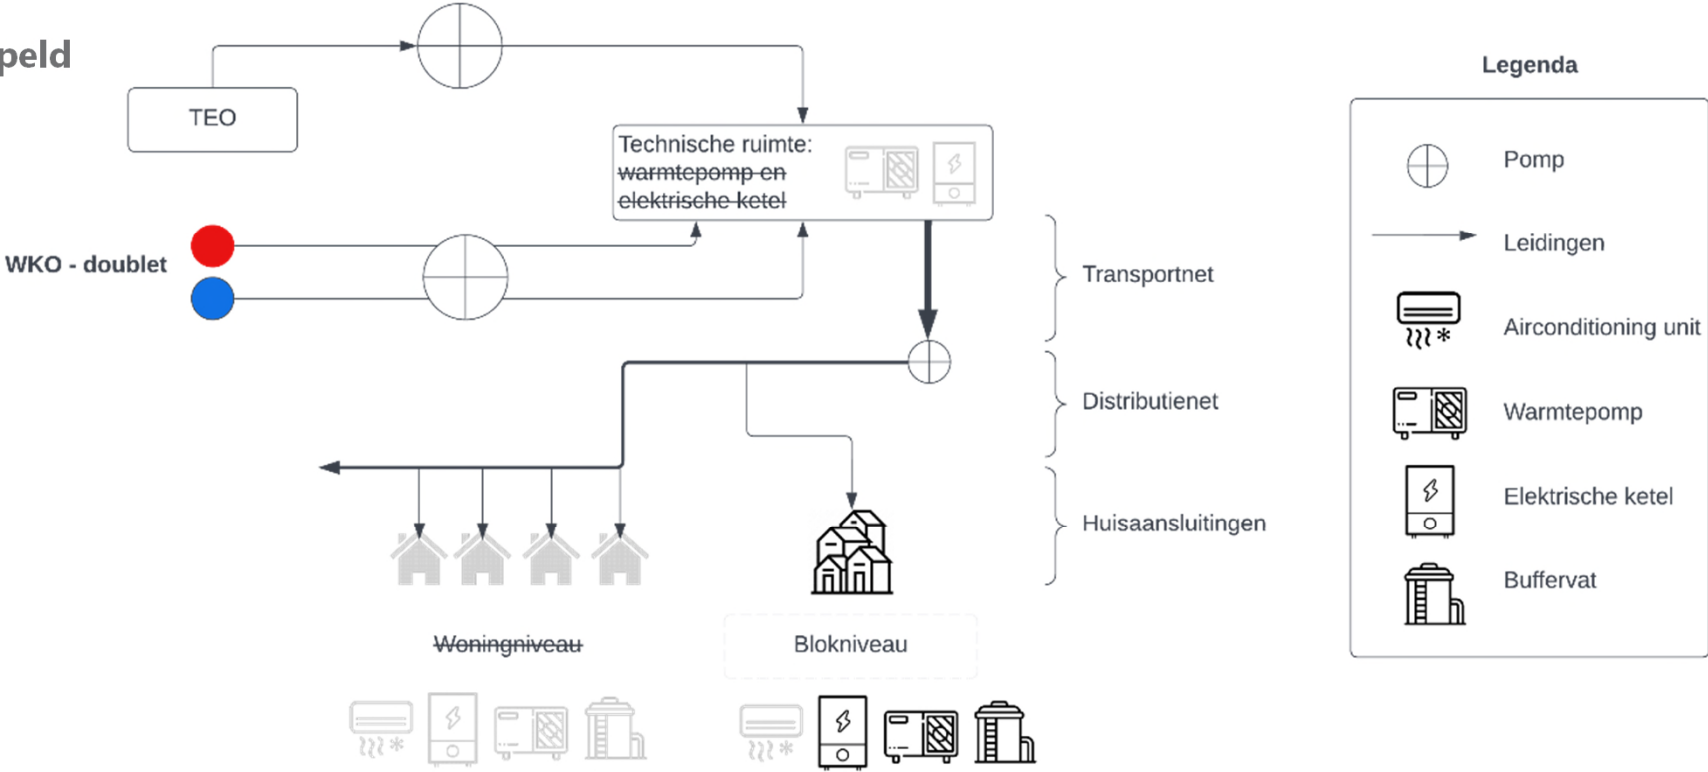 peld
TEO
Technische ruimte:
warmtepomp en
elektrische ketel
WKO - doublet
Transportnet
Distributienet
Huisaansluitingen
Woningniveau
Blokniveau
Legenda
Pomp
Leidingen
Airconditioning unit
Warmtepomp
Elektrische ketel
Buffervat